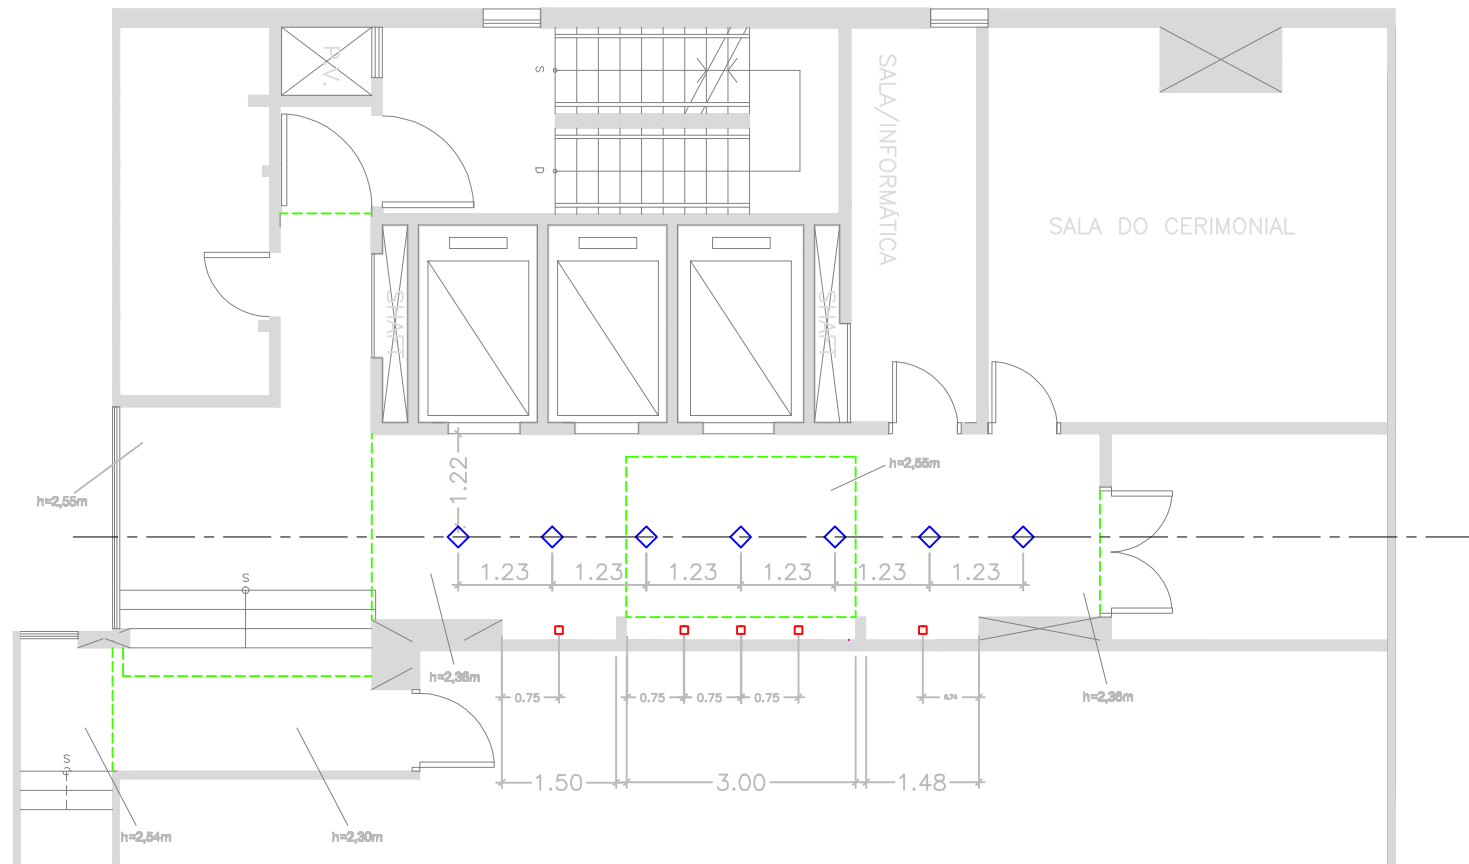 P.V.
S
D
SALA/INFORMÁTICA
SALA DO CERIMONIAL
SHAFT
SHAFT
1.22
h=2,55m
h=2,55m
1.23
1.23
1.23
1.23
1.23
1.23
S
h=2,36m
h=2,36m
0.75
0.75
0.75
0.75
0,74
1.50
3.00
1.48
S
h=2,54m
h=2,30m